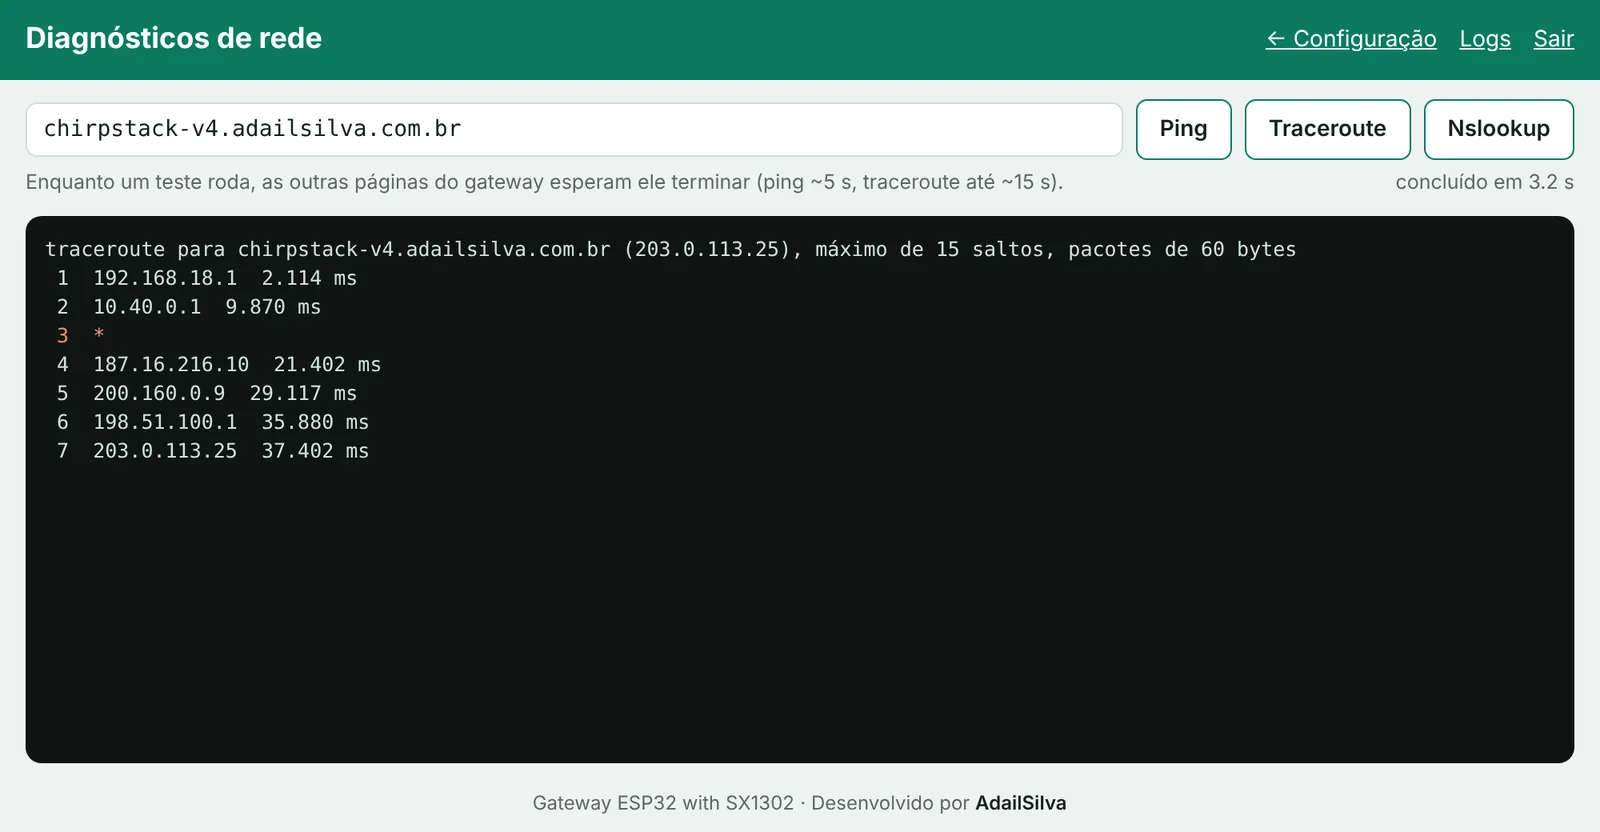 Diagnósticos de rede
← Configuração Logs Sair
chirpstack-v4.adailsilva.com.br Ping Traceroute Nslookup
Enquanto um teste roda, as outras páginas do gateway esperam ele terminar (ping ~5 s, traceroute até ~15 s). concluído em 3.2 s
traceroute para chirpstack-v4.adailsilva.com.br (203.0.113.25), máximo de 15 saltos, pacotes de 60 bytes
1 192.168.18.1 2.114 ms
2 10.40.0.1 9.870 ms
3 *
4 187.16.216.10 21.402 ms
5 200.160.0.9 29.117 ms
6 198.51.100.1 35.880 ms
7 203.0.113.25 37.402 ms
Gateway ESP32 with SX1302 · Desenvolvido por AdailSilva